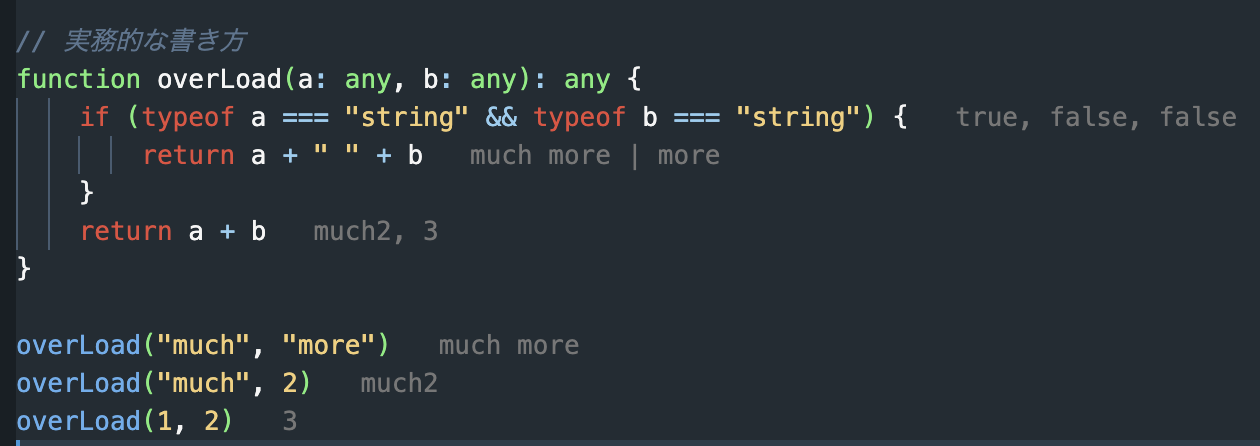 // 実務的な書き方
function overLoad(a: any, b: any): any {
    if (typeof a === "string" && typeof b === "string") {   true, false, false
        return a + " " + b   much more | more
    }
    return a + b   much2, 3
}
overLoad("much", "more")   much more
overLoad("much", 2)   much2
overLoad(1, 2)   3